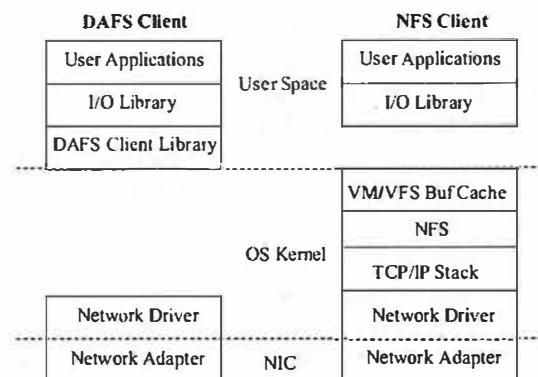 DAFS Client
NFS Client
User Applications
I/O Library
DAFS Client Library
User Space
User Applications
I/O Library
OS Kernel
VM/VFS Buf Cache
NFS
TCP/IP Stack
Network Driver
Network Driver
Network Adapter
NIC
Network Adapter